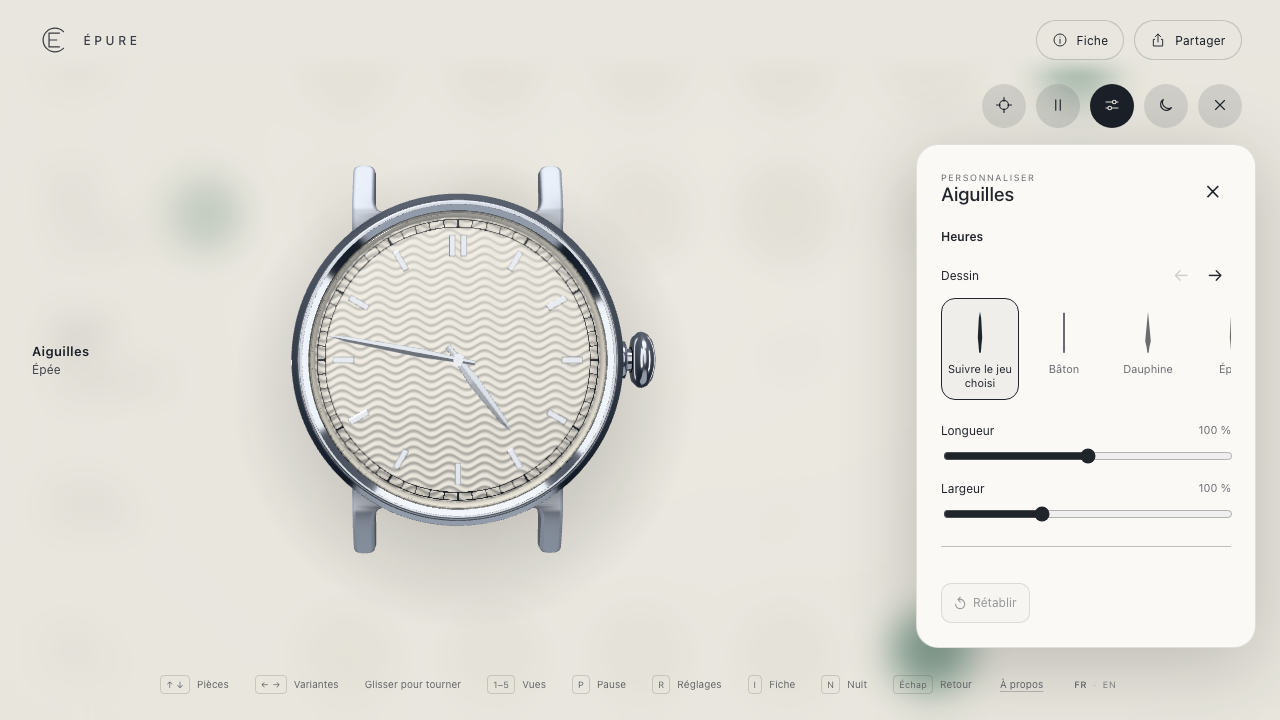 ÉPURE
Fiche
Partager
PERSONNALISER
Aiguilles
Heures
Dessin
Suivre le jeu
choisi
Bâton
Dauphine
Ép
Longueur
100 %
Largeur
100 %
Rétablir
Aiguilles
Épée
↑ ↓ Pièces
← → Variantes
Glisser pour tourner
1–5 Vues
P Pause
R Réglages
I Fiche
N Nuit
Échap Retour
À propos
FR · EN